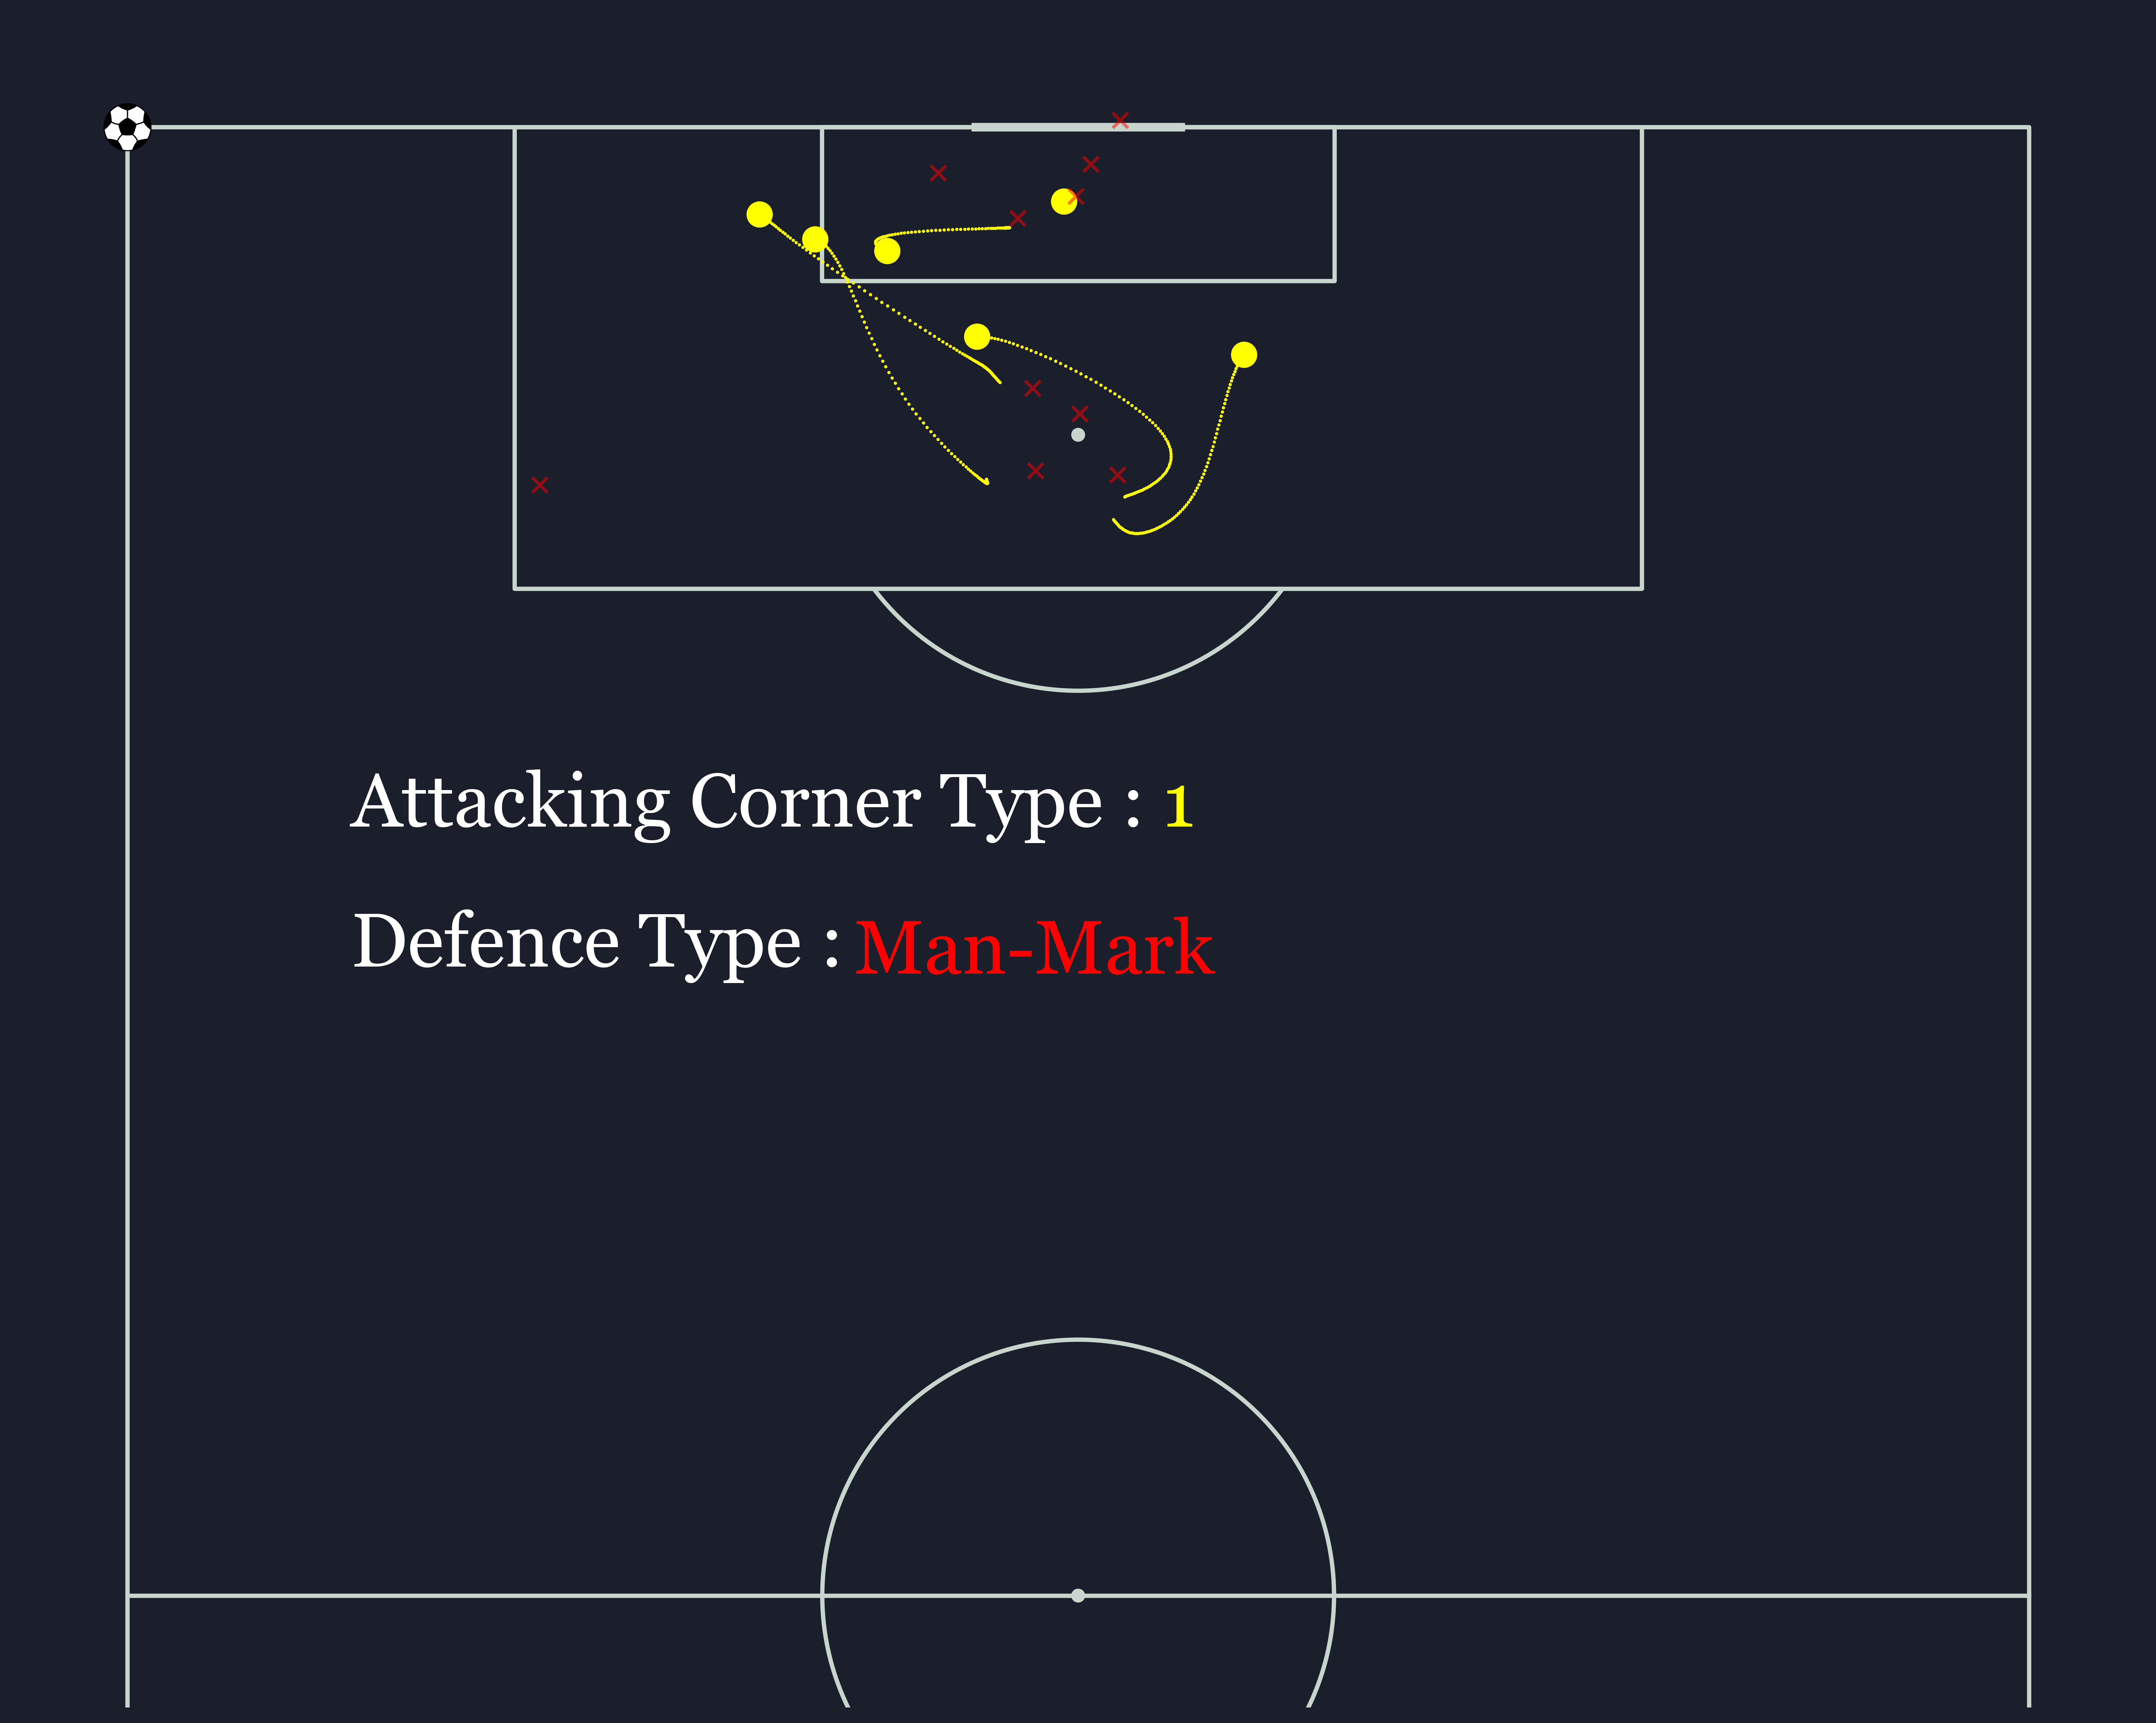 Attacking Corner Type : 1
Defence Type : Man-Mark